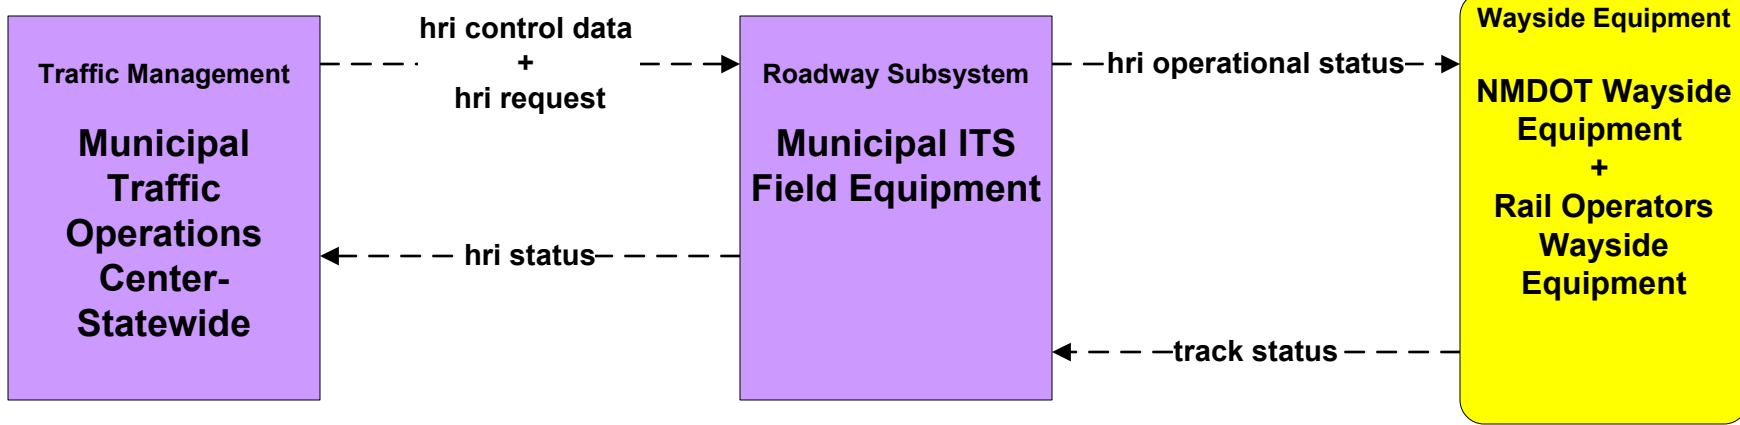 Traffic Management
Municipal
Traffic
Operations
Center-
Statewide
hri control data
+
hri request
hri status
Roadway Subsystem
Municipal ITS
Field Equipment
hri operational status
track status
Wayside Equipment
NMDOT Wayside
Equipment
+
Rail Operators
Wayside
Equipment